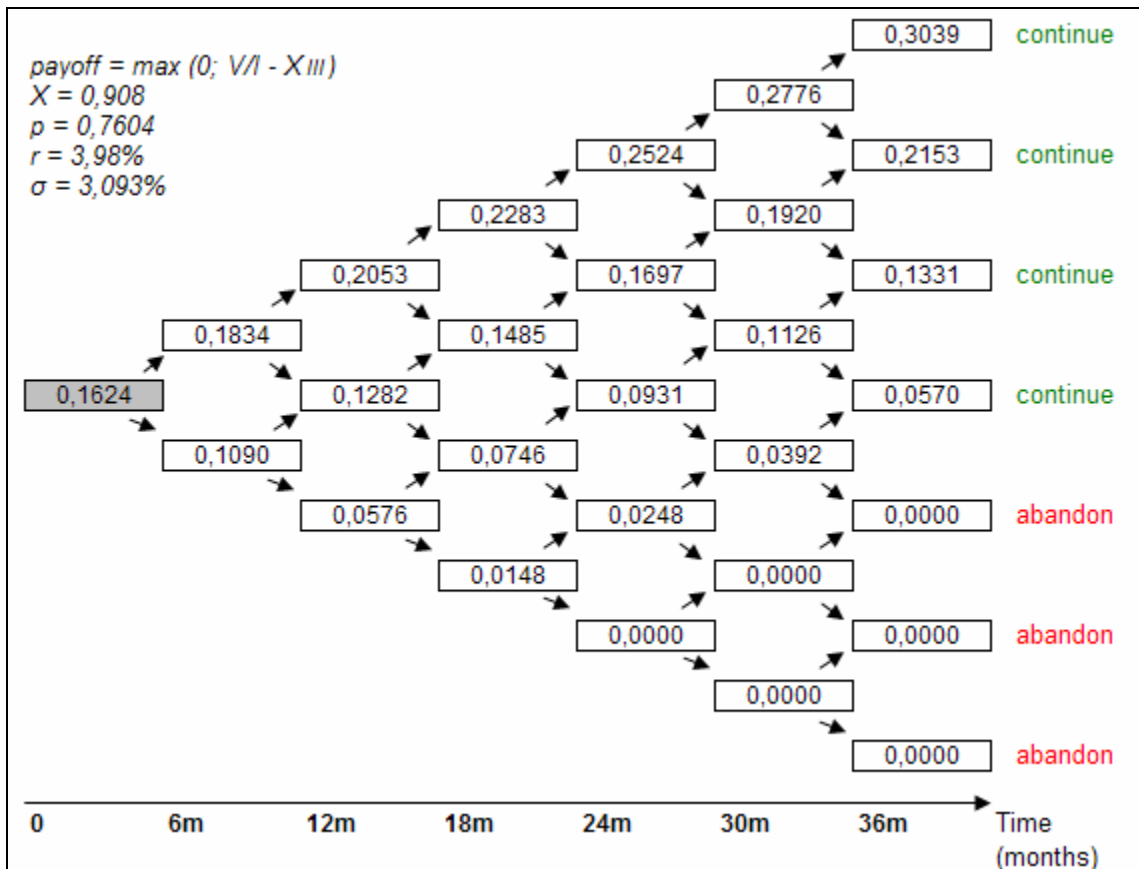 0,3039 continue
payoff = max (0; V/I - XIII)
X = 0,908
0,2776
p = 0,7604
r = 3,98%
0,2524 0,2153 continue
σ = 3,093%
0,2283 0,1920
0,2053 0,1697 0,1331 continue
0,1834 0,1485 0,1126
0,1624 0,1282 0,0931 0,0570 continue
0,1090 0,0746 0,0392
0,0576 0,0248 0,0000 abandon
0,0148 0,0000
0,0000 0,0000 abandon
0,0000
0,0000 abandon
0 6m 12m 18m 24m 30m 36m Time
(months)